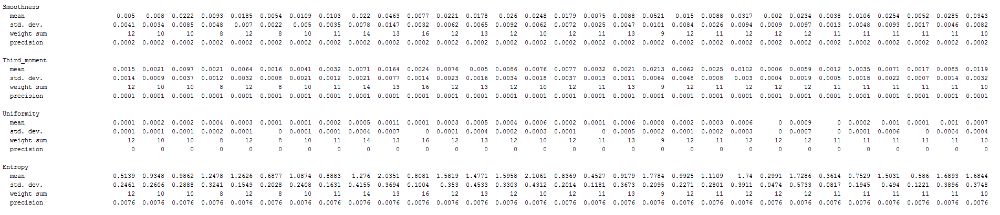 Smoothness
mean 0.005 0.008 0.0222 0.0093 0.0185 0.0054 0.0109 0.0103 0.022 0.0463 0.0077 0.0221 0.0178 0.026 0.0248 0.0179 0.0075 0.0088 0.0521 0.015 0.0088 0.0317 0.002 0.0234 0.0038 0.0106 0.0254 0.0052 0.0285 0.0343
std. dev. 0.0041 0.0034 0.0085 0.0048 0.007 0.0022 0.005 0.0035 0.0078 0.0147 0.0032 0.0062 0.0065 0.0092 0.0062 0.0072 0.0025 0.0047 0.0101 0.0084 0.0026 0.0094 0.0009 0.0097 0.0013 0.0048 0.0093 0.0017 0.0046 0.0082
weight sum 12 10 10 8 12 8 10 11 14 13 16 12 13 12 10 12 11 13 9 12 11 12 12 12 11 11 11 11 11 10
precision 0.0002 0.0002 0.0002 0.0002 0.0002 0.0002 0.0002 0.0002 0.0002 0.0002 0.0002 0.0002 0.0002 0.0002 0.0002 0.0002 0.0002 0.0002 0.0002 0.0002 0.0002 0.0002 0.0002 0.0002 0.0002 0.0002 0.0002 0.0002 0.0002 0.0002
Third_moment
mean 0.0015 0.0021 0.0097 0.0021 0.0064 0.0016 0.0041 0.0032 0.0071 0.0164 0.0024 0.0076 0.005 0.0086 0.0076 0.0077 0.0032 0.0021 0.0213 0.0062 0.0025 0.0102 0.0006 0.0059 0.0012 0.0035 0.0071 0.0017 0.0085 0.0119
std. dev. 0.0014 0.0009 0.0037 0.0012 0.0032 0.0008 0.0021 0.0012 0.0021 0.0077 0.0014 0.0023 0.0016 0.0034 0.0018 0.0037 0.0013 0.0011 0.0064 0.0048 0.0008 0.003 0.0004 0.0019 0.0005 0.0018 0.0022 0.0007 0.0014 0.0032
weight sum 12 10 10 8 12 8 10 11 14 13 16 12 13 12 10 12 11 13 9 12 11 12 12 12 11 11 11 11 11 10
precision 0.0001 0.0001 0.0001 0.0001 0.0001 0.0001 0.0001 0.0001 0.0001 0.0001 0.0001 0.0001 0.0001 0.0001 0.0001 0.0001 0.0001 0.0001 0.0001 0.0001 0.0001 0.0001 0.0001 0.0001 0.0001 0.0001 0.0001 0.0001 0.0001 0.0001
Uniformity
mean 0.0001 0.0002 0.0002 0.0004 0.0003 0.0001 0.0001 0.0002 0.0005 0.0011 0.0001 0.0003 0.0005 0.0004 0.0006 0.0002 0.0001 0.0006 0.0008 0.0002 0.0003 0.0006 0 0.0009 0 0.0002 0.001 0.0001 0.001 0.0007
std. dev. 0.0001 0.0001 0.0001 0.0002 0.0001 0 0.0001 0.0001 0.0004 0.0007 0 0.0001 0.0004 0.0002 0.0003 0.0001 0 0.0005 0.0002 0.0001 0.0002 0.0003 0 0.0007 0 0.0001 0.0006 0 0.0004 0.0004
weight sum 12 10 10 8 12 8 10 11 14 13 16 12 13 12 10 12 11 13 9 12 11 12 12 12 11 11 11 11 11 10
precision 0 0 0 0 0 0 0 0 0 0 0 0 0 0 0 0 0 0 0 0 0 0 0 0 0 0 0 0 0 0
Entropy
mean 0.5139 0.9348 0.9862 1.2478 1.2626 0.6877 1.0874 0.8883 1.276 2.0351 0.8081 1.5819 1.4771 1.5958 2.1061 0.8369 0.4527 0.9179 1.7784 0.9925 1.1109 1.74 0.2991 1.7286 0.3614 0.7529 1.5031 0.586 1.6893 1.6844
std. dev. 0.2461 0.2606 0.2888 0.3241 0.1549 0.2028 0.2408 0.1631 0.4155 0.3694 0.1004 0.353 0.4533 0.3303 0.4312 0.2014 0.1181 0.3673 0.2095 0.2271 0.2801 0.3911 0.0474 0.5733 0.0817 0.1945 0.494 0.1221 0.3896 0.3748
weight sum 12 10 10 8 12 8 10 11 14 13 16 12 13 12 10 12 11 13 9 12 11 12 12 12 11 11 11 11 11 10
precision 0.0076 0.0076 0.0076 0.0076 0.0076 0.0076 0.0076 0.0076 0.0076 0.0076 0.0076 0.0076 0.0076 0.0076 0.0076 0.0076 0.0076 0.0076 0.0076 0.0076 0.0076 0.0076 0.0076 0.0076 0.0076 0.0076 0.0076 0.0076 0.0076 0.0076